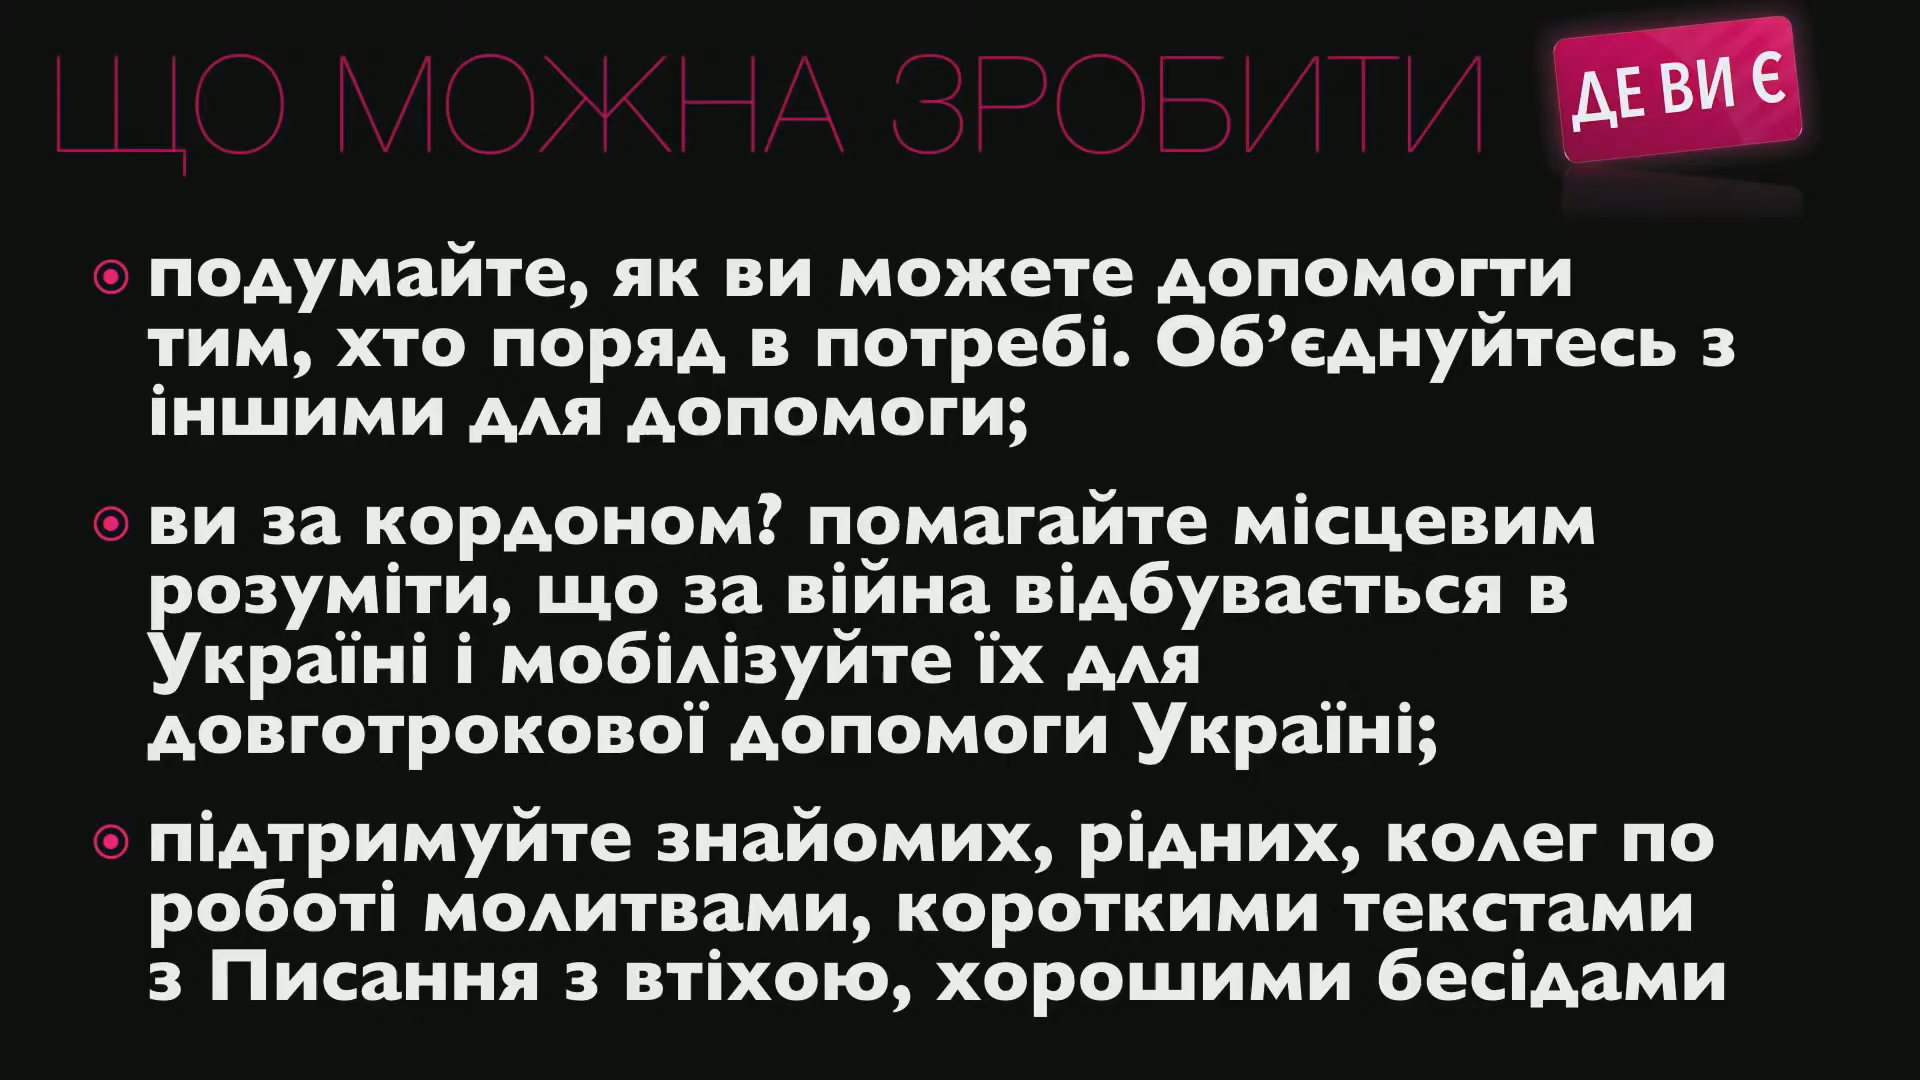 ЩО МОЖНА ЗРОБИТИ ДЕ ВИ Є
подумайте, як ви можете допомогти
тим, хто поряд в потребі. Об’єднуйтесь з
іншими для допомоги;
ви за кордоном? помагайте місцевим
розуміти, що за війна відбувається в
Україні і мобілізуйте їх для
довготрокової допомоги Україні;
підтримуйте знайомих, рідних, колег по
роботі молитвами, короткими текстами
з Писання з втіхою, хорошими бесідами